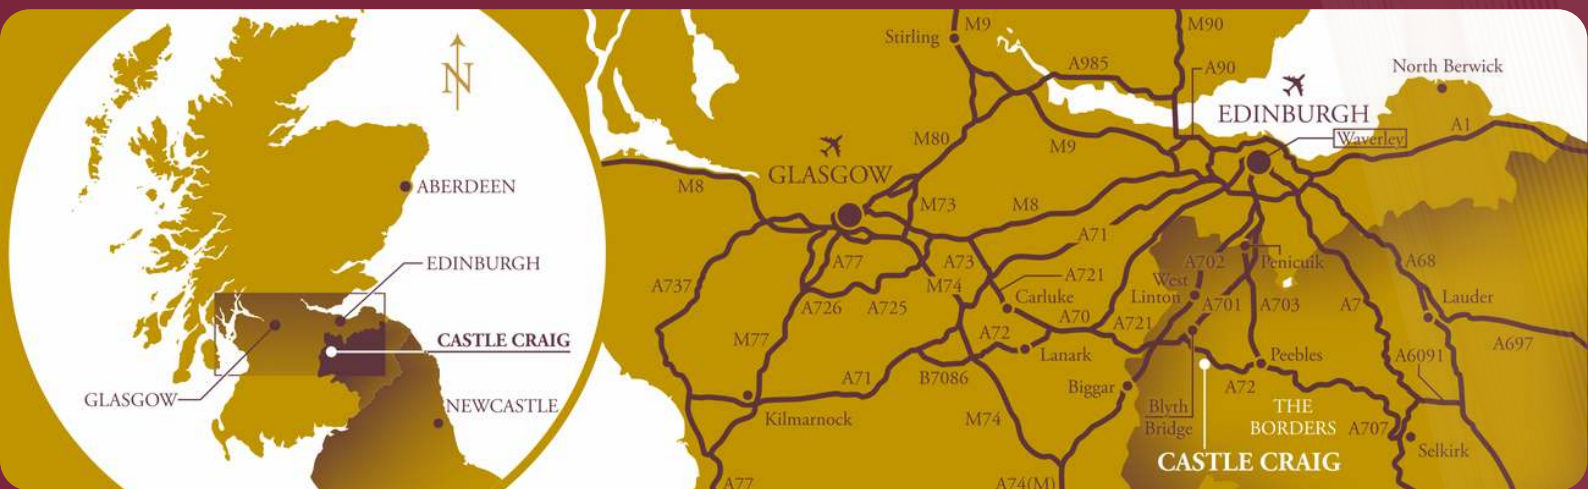 N
ABERDEEN
EDINBURGH
CASTLE CRAIG
GLASGOW
NEWCASTLE
M9
M90
Stirling
A985
A90
North Berwick
EDINBURGH
Waverley
A1
M80
M9
GLASGOW
M8
M73
M8
A71
A77
A73
A702
Penicuik
A68
A737
M74
A721
West
Linton
A726
A725
Carluke
A701
A703
A7
Lauder
A70
A721
M77
A72
Lanark
Peebles
A6091
A697
A71
B7086
Biggar
A72
Kilmarnock
M74
Blyth
Bridge
THE
BORDERS
A707
Selkirk
CASTLE CRAIG
A77
A74(M)